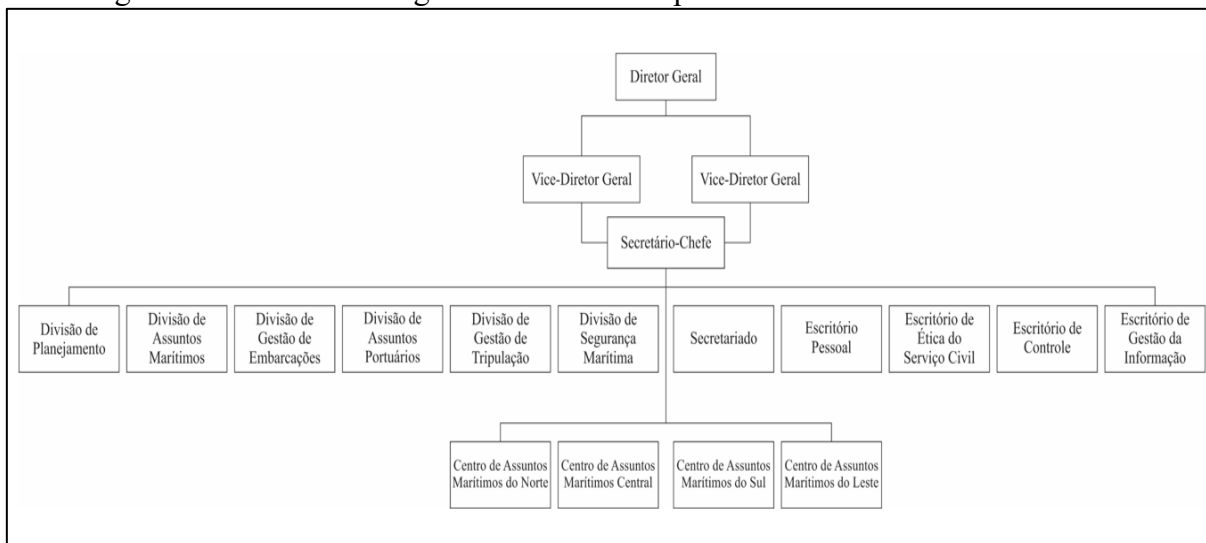 Diretor Geral
Vice-Diretor Geral
Vice-Diretor Geral
Secretário-Chefe
Divisão de
Planejamento
Divisão de
Assuntos
Marítimos
Divisão de
Gestão de
Embarcações
Divisão de
Assuntos
Portuários
Divisão de
Gestão de
Tripulação
Divisão de
Segurança
Marítima
Secretariado
Escritório
Pessoal
Escritório de
Ética do
Serviço Civil
Escritório de
Controle
Escritório de
Gestão da
Informação
Centro de Assuntos
Marítimos do Norte
Centro de Assuntos
Marítimos Central
Centro de Assuntos
Marítimos do Sul
Centro de Assuntos
Marítimos do Leste